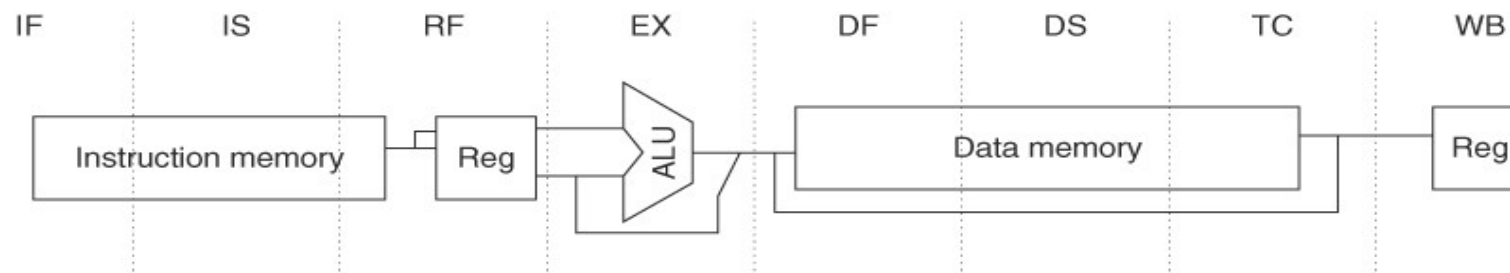 IF IS RF EX DF DS TC WB
Instruction memory Reg ALU Data memory Reg